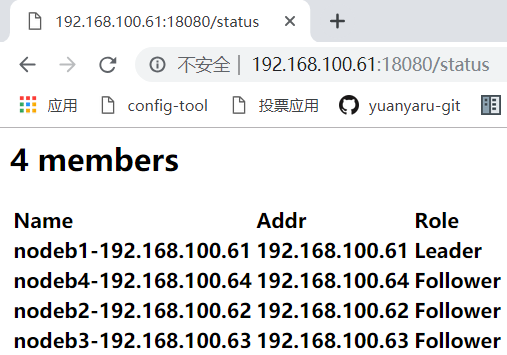 192.168.100.61:18080/status
不安全 | 192.168.100.61:18080/status
应用 config-tool 投票应用 yuanyaru-git
4 members
Name Addr Role
nodeb1-192.168.100.61 192.168.100.61 Leader
nodeb4-192.168.100.64 192.168.100.64 Follower
nodeb2-192.168.100.62 192.168.100.62 Follower
nodeb3-192.168.100.63 192.168.100.63 Follower